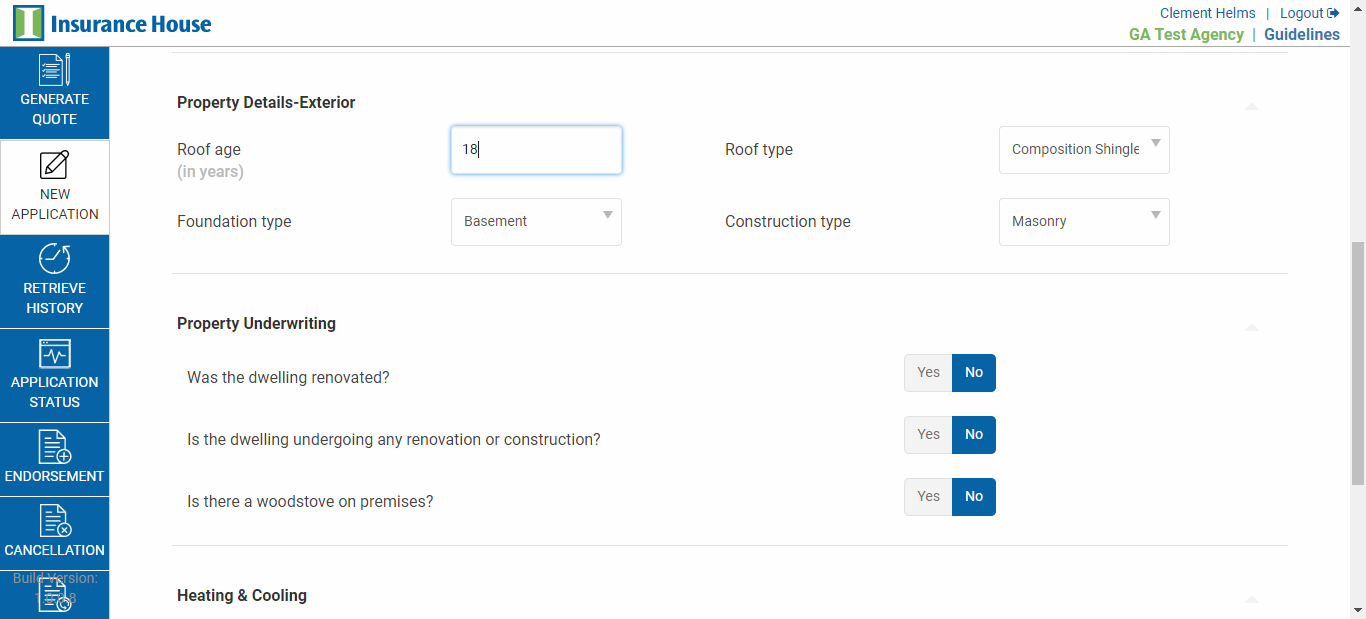 Insurance House
Clement Helms | Logout
GA Test Agency | Guidelines
GENERATE
QUOTE
NEW
APPLICATION
RETRIEVE
HISTORY
APPLICATION
STATUS
ENDORSEMENT
CANCELLATION
Build Version:
Property Details-Exterior
Roof age
(in years)
18
Roof type
Composition Shingle
Foundation type
Basement
Construction type
Masonry
Property Underwriting
Was the dwelling renovated?
Yes No
Is the dwelling undergoing any renovation or construction?
Yes No
Is there a woodstove on premises?
Yes No
Heating & Cooling